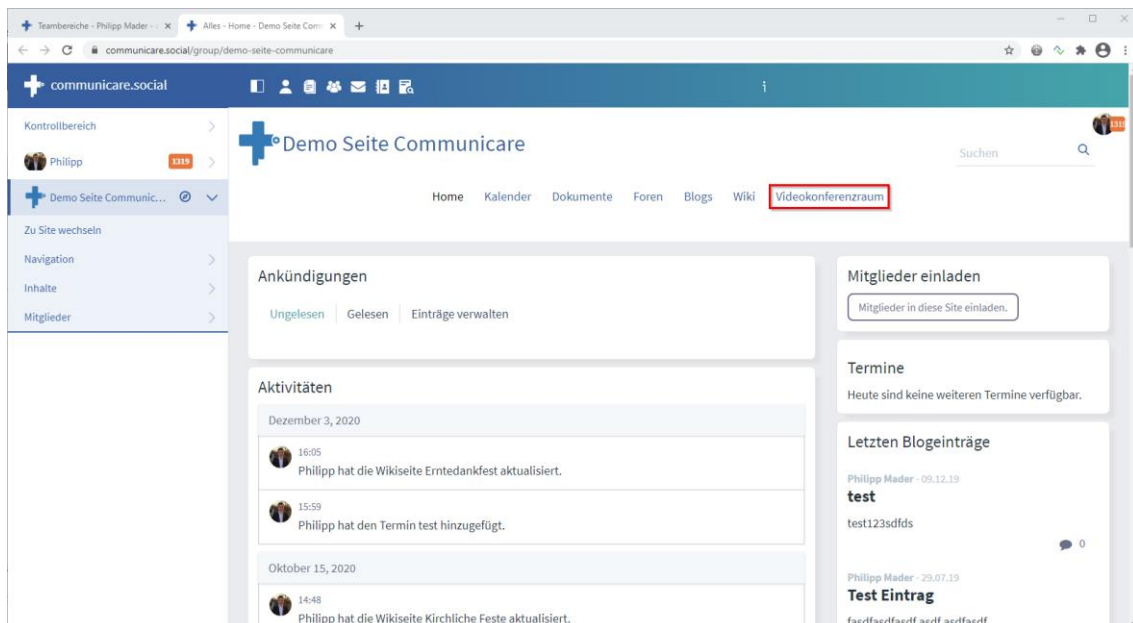 Teambereiche - Philipp Mader -
Alles - Home - Demo Seite Com
communicare.social/group/demo-seite-communicare
communicare.social
Kontrollbereich
Philipp
1319
Demo Seite Communic...
Zu Site wechseln
Navigation
Inhalte
Mitglieder
Demo Seite Communicare
1319
Suchen
Home Kalender Dokumente Foren Blogs Wiki Videokonferenzraum
Ankündigungen
Ungelesen Gelesen Einträge verwalten
Aktivitäten
Dezember 3, 2020
16:05
Philipp hat die Wikiseite Erntedankfest aktualisiert.
15:59
Philipp hat den Termin test hinzugefügt.
Oktober 15, 2020
14:48
Philipp hat die Wikiseite Kirchliche Feste aktualisiert.
Mitglieder einladen
Mitglieder in diese Site einladen.
Termine
Heute sind keine weiteren Termine verfügbar.
Letzten Blogeinträge
Philipp Mader - 09.12.19
test
test123sdfds
0
Philipp Mader - 29.07.19
Test Eintrag